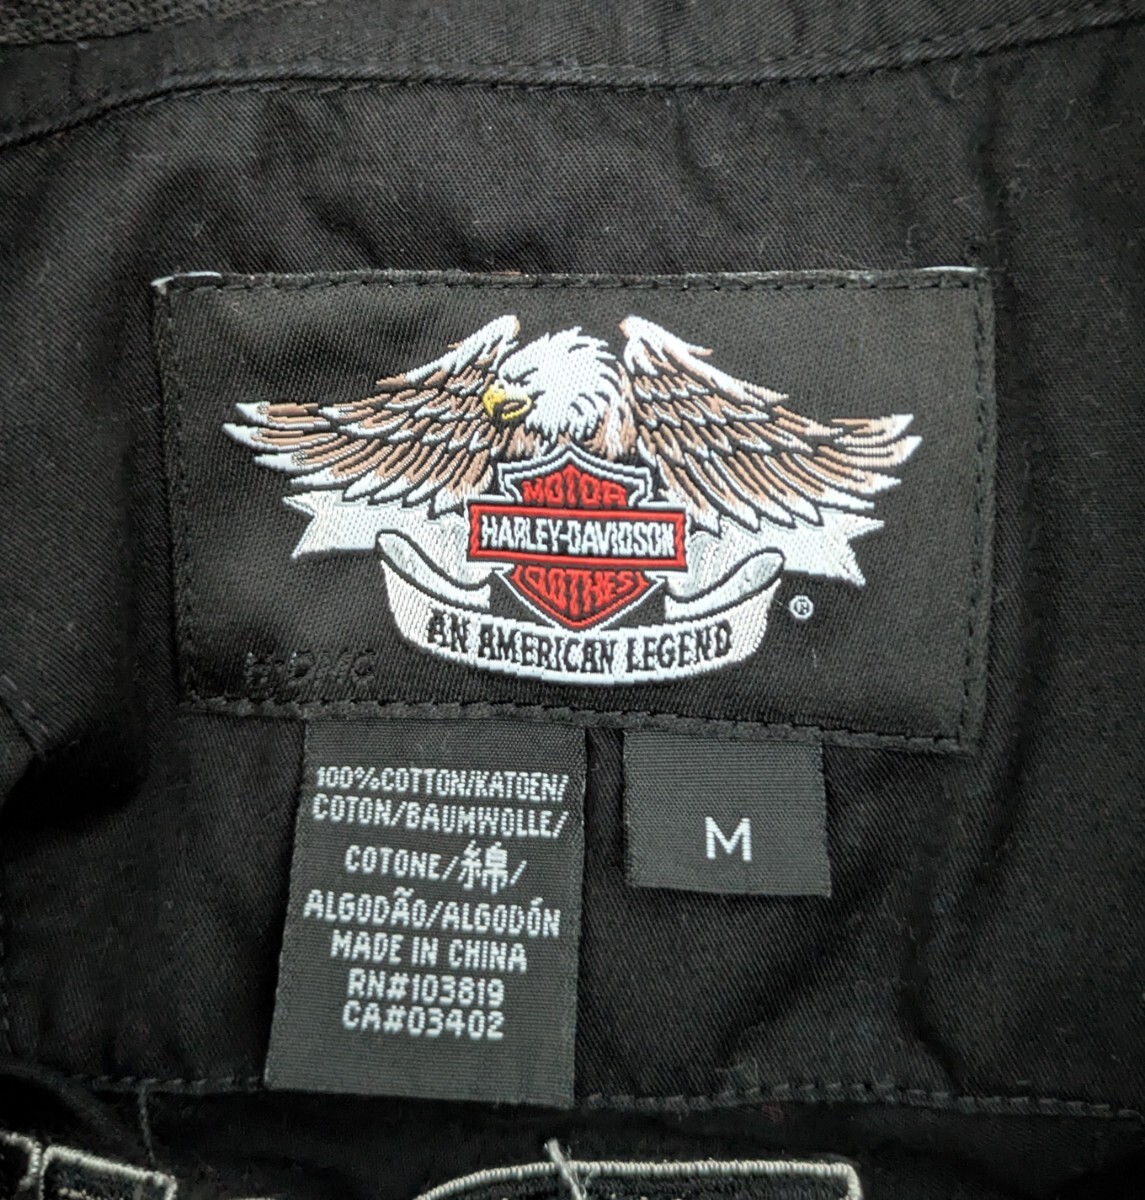 MOTOR
HARLEY-DAVIDSON
CLOTHES
®
AN AMERICAN LEGEND
100%COTTON/KATOEN/
COTON/BAUMWOLLE/
COTONE/綿/
ALGODÃO/ALGODÓN
MADE IN CHINA
RN#103819
CA#03402
M